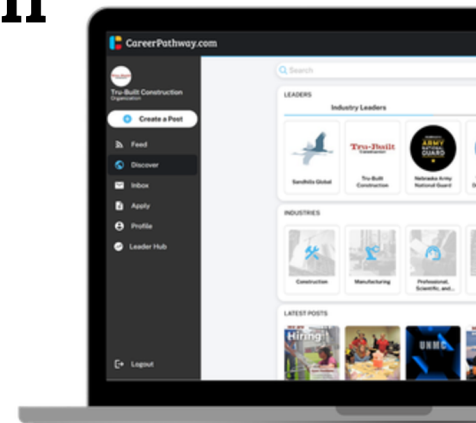 CareerPathway.com
Search
Tru-Built Construction
Organization
Create a Post
LEADERS
Industry Leaders
Feed
Discover
Inbox
Apply
Profile
Leader Hub
Sandhills Global
Tru-Built
Tru-Built
Construction
ARMY
NATIONAL
GUARD
Nebraska Army
National Guard
INDUSTRIES
Construction
Manufacturing
Professional,
Scientific, and...
LATEST POSTS
Hiring!
UNMC
Logout